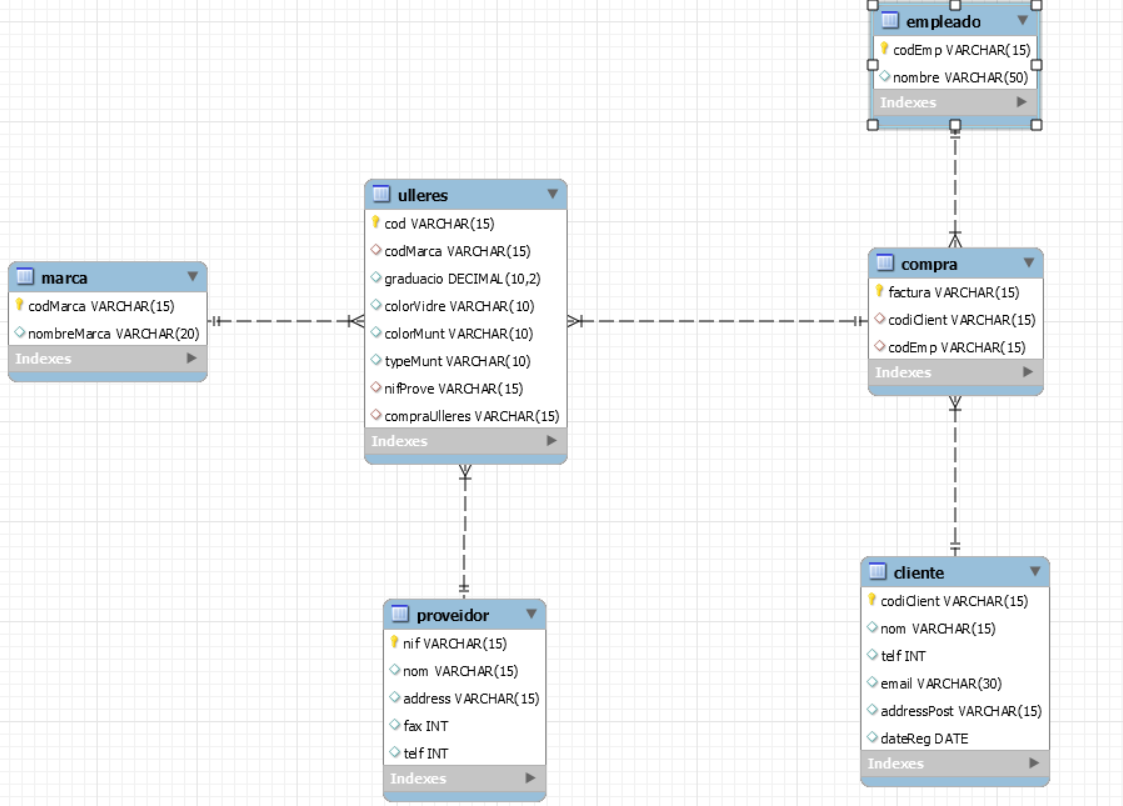 empleado
codEmp VARCHAR(15)
nombre VARCHAR(50)
Indexes
ulleres
cod VARCHAR(15)
codMarca VARCHAR(15)
graduacio DECIMAL(10,2)
colorVidre VARCHAR(10)
colorMunt VARCHAR(10)
typeMunt VARCHAR(10)
nifProve VARCHAR(15)
compraUlleres VARCHAR(15)
Indexes
marca
codMarca VARCHAR(15)
nombreMarca VARCHAR(20)
Indexes
compra
factura VARCHAR(15)
codiClient VARCHAR(15)
codEmp VARCHAR(15)
Indexes
proveidor
nif VARCHAR(15)
nom VARCHAR(15)
address VARCHAR(15)
fax INT
telf INT
Indexes
cliente
codiClient VARCHAR(15)
nom VARCHAR(15)
telf INT
email VARCHAR(30)
addressPost VARCHAR(15)
dateReg DATE
Indexes